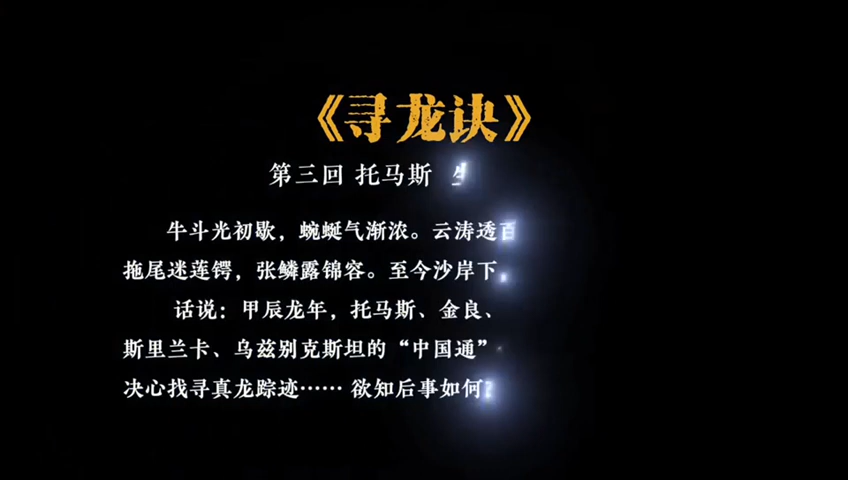 《寻龙诀》
第三回 托马斯
牛斗光初歇，蜿蜒气渐浓。云涛透百
拖尾迷莲锷，张鳞露锦容。至今沙岸下，
话说：甲辰龙年，托马斯、金良、
斯里兰卡、乌兹别克斯坦的“中国通”
决心找寻真龙踪迹…… 欲知后事如何？